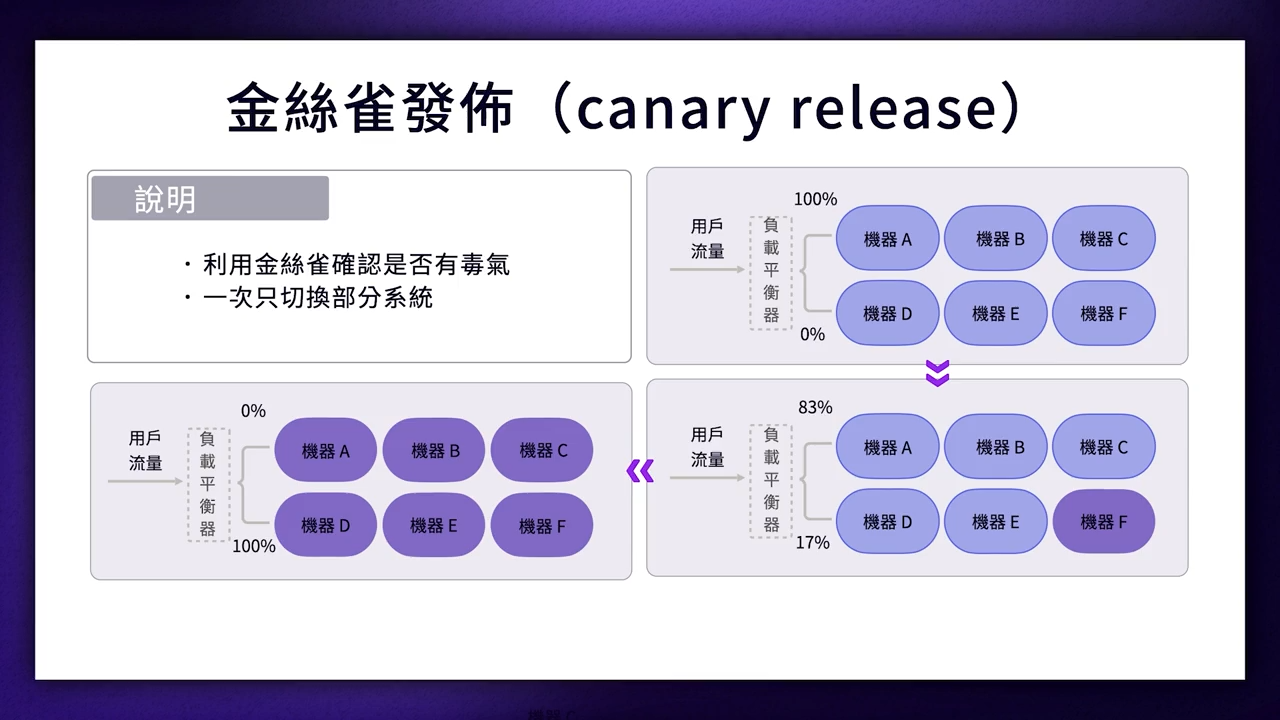 金絲雀發佈（canary release）
說明
· 利用金絲雀確認是否有毒氣
· 一次只切換部分系統
100%
用戶
流量
負
載
平
衡
器
機器 A
機器 B
機器 C
機器 D
機器 E
機器 F
0%
83%
用戶
流量
負
載
平
衡
器
機器 A
機器 B
機器 C
機器 D
機器 E
機器 F
17%
0%
用戶
流量
負
載
平
衡
器
機器 A
機器 B
機器 C
機器 D
機器 E
機器 F
100%